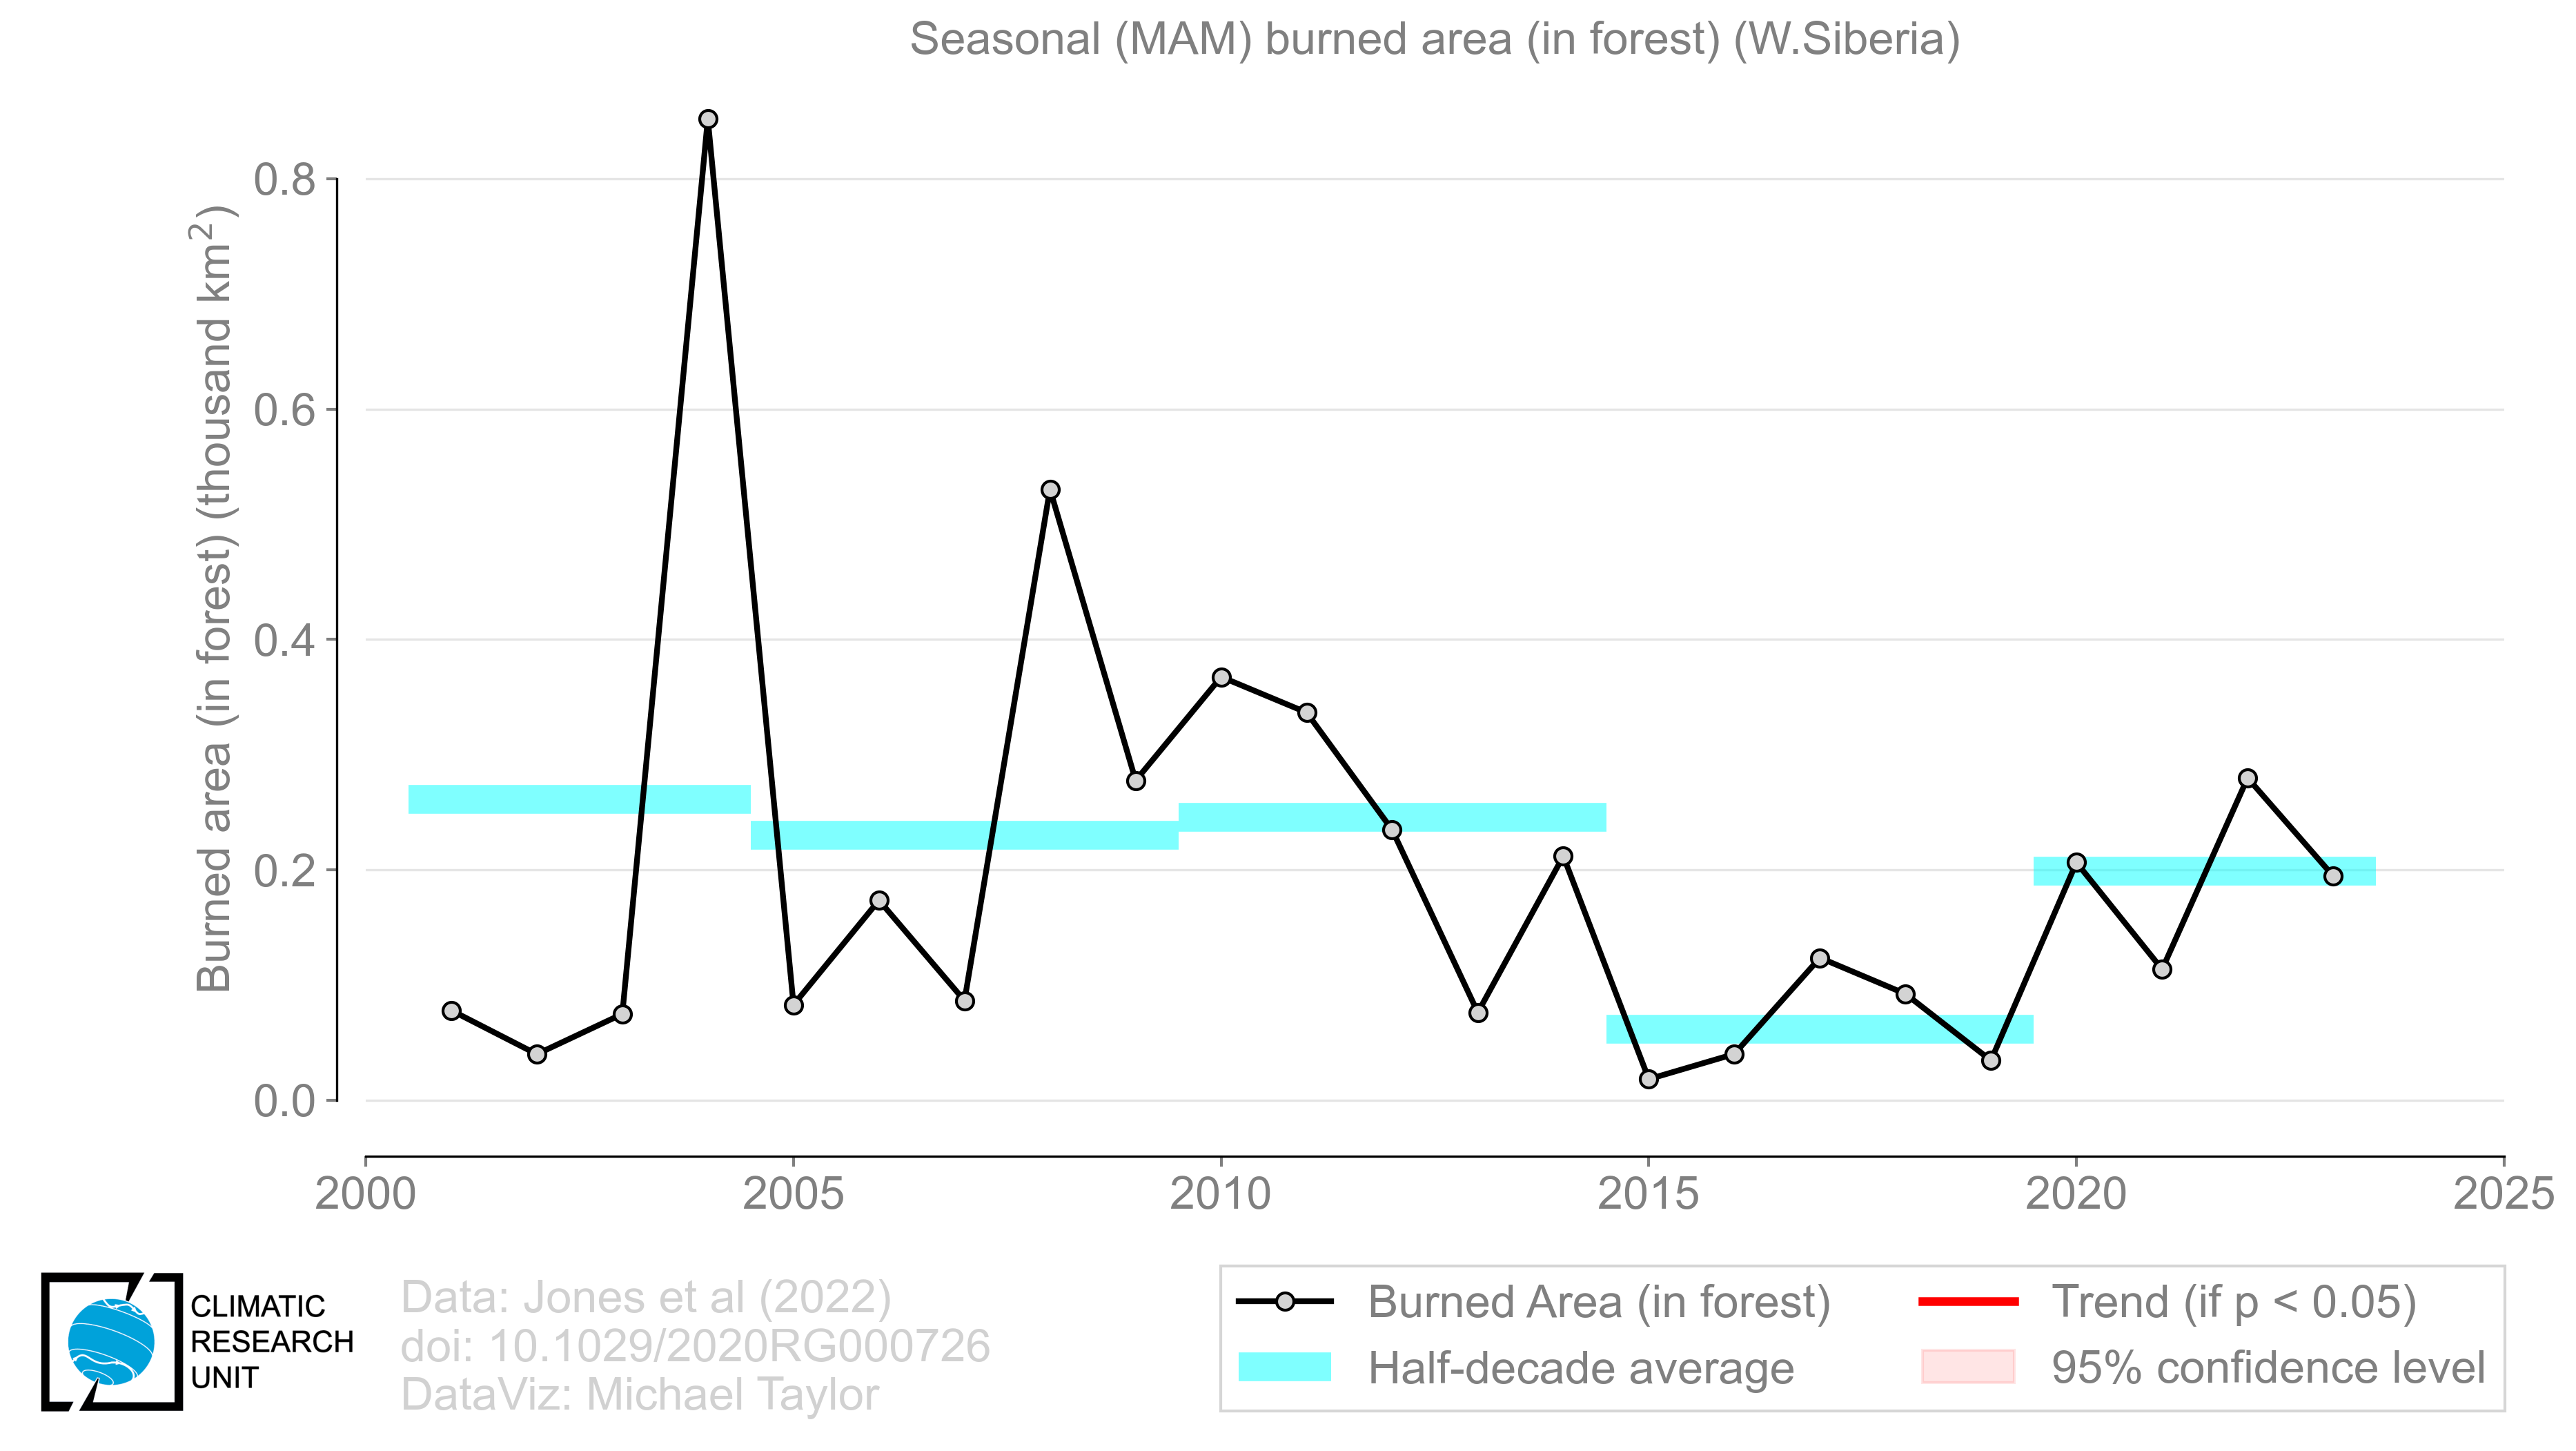 Seasonal (MAM) burned area (in forest) (W.Siberia)
Burned area (in forest) (thousand km²)
0.8
0.6
0.4
0.2
0.0
2000 2005 2010 2015 2020 2025
CLIMATIC
RESEARCH
UNIT
Data: Jones et al (2022)
doi: 10.1029/2020RG000726
DataViz: Michael Taylor
Burned Area (in forest)
Half-decade average
Trend (if p < 0.05)
95% confidence level